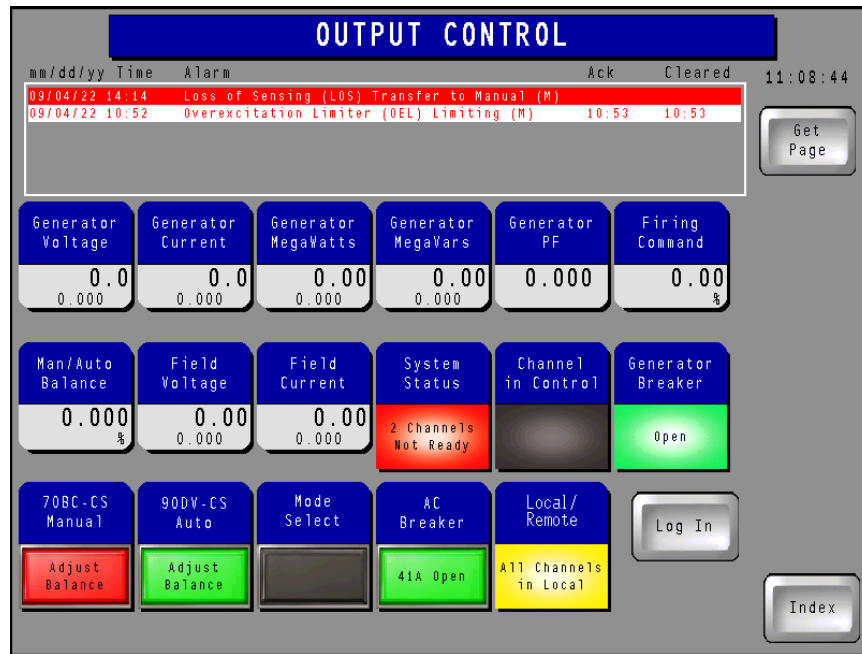 OUTPUT CONTROL
mm/dd/yy Time Alarm Ack Cleared
11:08:44
09/04/22 14:14 Loss of Sensing (LOS) Transfer to Manual (M)
09/04/22 10:52 Overexcitation Limiter (OEL) Limiting (M) 10:53 10:53
Get
Page
Generator
Voltage
0.0
0.000
Generator
Current
0.0
0.000
Generator
MegaWatts
0.00
0.000
Generator
MegaVars
0.00
0.000
Generator
PF
0.000
Firing
Command
0.00
%
Man/Auto
Balance
0.000
%
Field
Voltage
0.00
0.000
Field
Current
0.00
0.000
System
Status
2 Channels
Not Ready
Channel
in Control
Generator
Breaker
Open
70BC-CS
Manual
Adjust
Balance
90DV-CS
Auto
Adjust
Balance
Mode
Select
AC
Breaker
41A Open
Local/
Remote
All Channels
in Local
Log In
Index